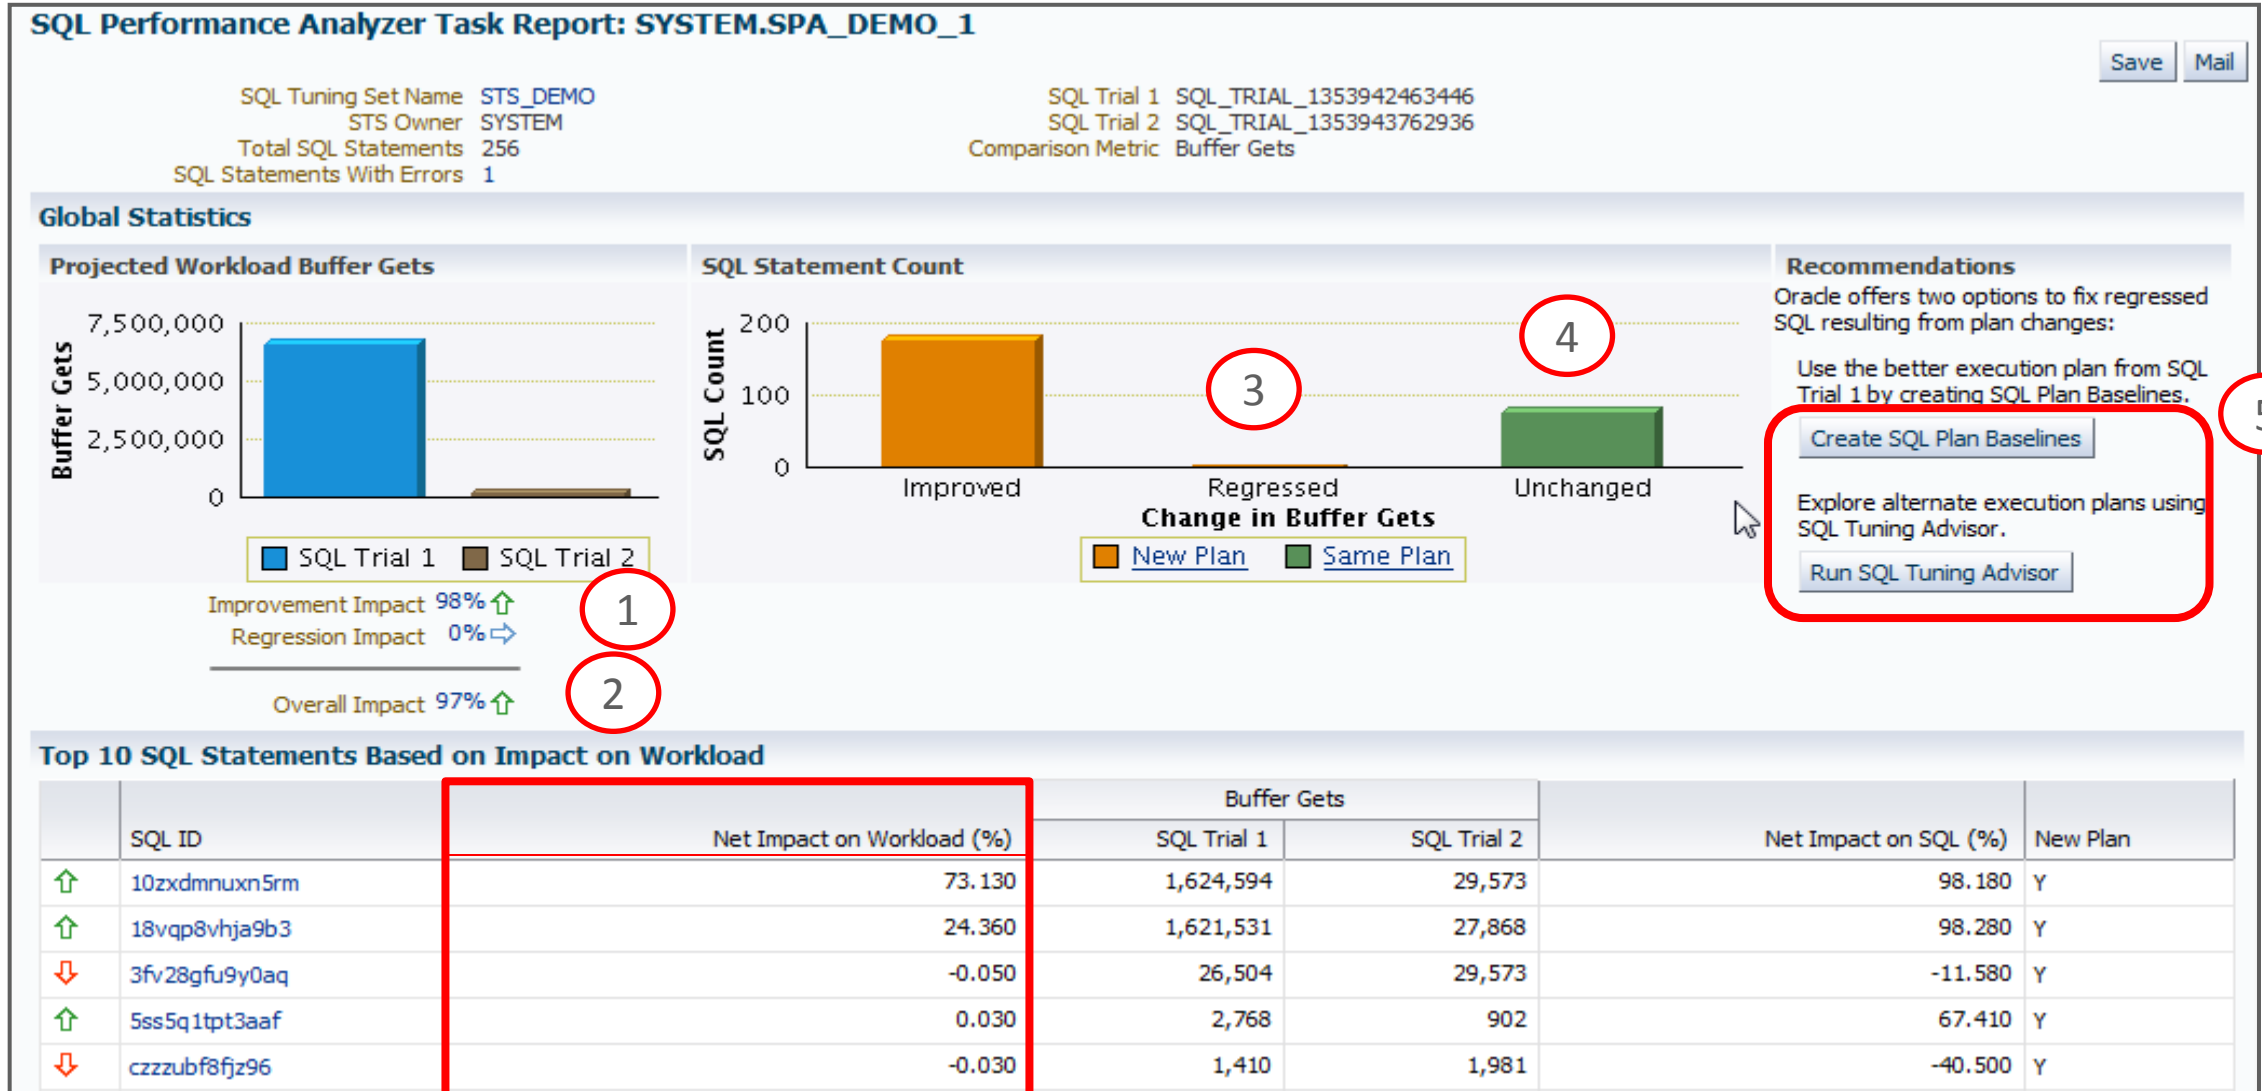 SQL Performance Analyzer Task Report: SYSTEM.SPA_DEMO_1
Save Mail
SQL Tuning Set Name STS_DEMO
STS Owner SYSTEM
Total SQL Statements 256
SQL Statements With Errors 1
SQL Trial 1 SQL_TRIAL_1353942463446
SQL Trial 2 SQL_TRIAL_1353943762936
Comparison Metric Buffer Gets
Global Statistics
Projected Workload Buffer Gets
Buffer Gets
7,500,000
5,000,000
2,500,000
0
SQL Trial 1 SQL Trial 2
Improvement Impact 98%
Regression Impact 0%
1
Overall Impact 97%
2
SQL Statement Count
SQL Count
200
100
0
3
4
Improved Regressed Unchanged
Change in Buffer Gets
New Plan Same Plan
Recommendations
Oracle offers two options to fix regressed
SQL resulting from plan changes:
Use the better execution plan from SQL
Trial 1 by creating SQL Plan Baselines.
Create SQL Plan Baselines
5
Explore alternate execution plans using
SQL Tuning Advisor.
Run SQL Tuning Advisor
Top 10 SQL Statements Based on Impact on Workload
Buffer Gets
SQL ID Net Impact on Workload (%) SQL Trial 1 SQL Trial 2 Net Impact on SQL (%) New Plan
10zxdmnuxn5rm 73.130 1,624,594 29,573 98.180 Y
18vqp8vhja9b3 24.360 1,621,531 27,868 98.280 Y
3fv28gfu9y0aq -0.050 26,504 29,573 -11.580 Y
5ss5q1tpt3aaf 0.030 2,768 902 67.410 Y
czzzubf8fjz96 -0.030 1,410 1,981 -40.500 Y